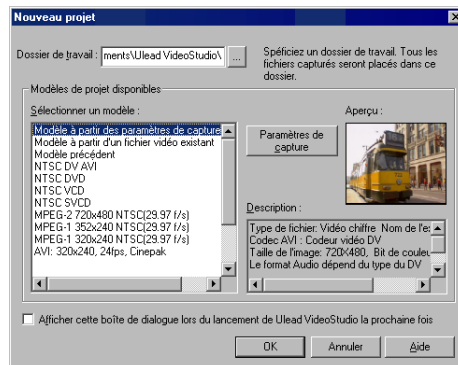 Nouveau projet
Dossier de travail :
ments\Ulead VideoStudio\
...
Spéficiez un dossier de travail. Tous les
fichiers capturés seront placés dans ce
dossier.
Modèles de projet disponibles
Sélectionner un modèle :
Modèle à partir des paramètres de capture
Modèle à partir d'un fichier vidéo existant
Modèle précédent
NTSC DV AVI
NTSC DVD
NTSC VCD
NTSC SVCD
MPEG-2 720x480 NTSC(29.97 f/s)
MPEG-1 352x240 NTSC(29.97 f/s)
MPEG-1 320x240 NTSC(29.97 f/s)
AVI: 320x240, 24fps, Cinepak
Paramètres de
capture
Aperçu :
Description :
Type de fichier: Vidéo chiffre Nom de l'e
Codec AVI : Codeur vidéo DV
Taille de l'image: 720X480, Bit de couleu
Le format Audio dépend du type du DV
Afficher cette boîte de dialogue lors du lancement de Ulead VideoStudio la prochaine fois
OK
Annuler
Aide